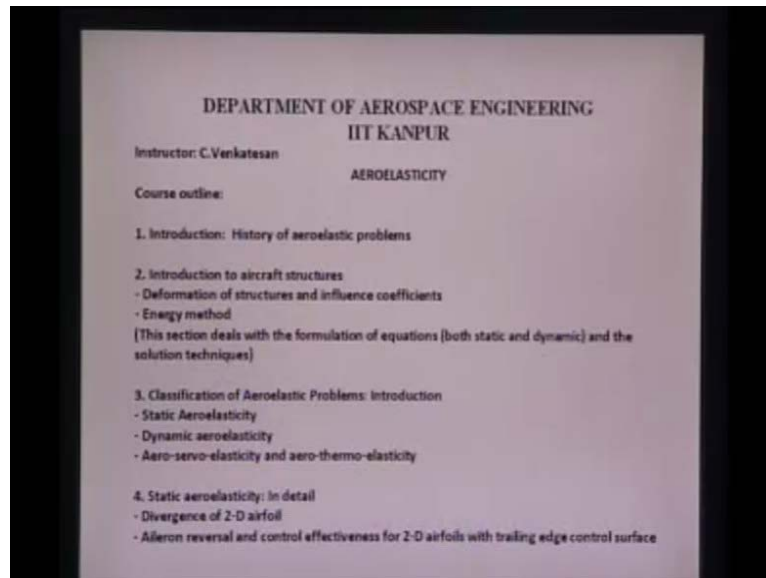 DEPARTMENT OF AEROSPACE ENGINEERING
IIT KANPUR
Instructor: C.Venkatesan
AEROELASTICITY
Course outline:
1. Introduction: History of aeroelastic problems
2. Introduction to aircraft structures
- Deformation of structures and influence coefficients
- Energy method
(This section deals with the formulation of equations (both static and dynamic) and the
solution techniques)
3. Classification of Aeroelastic Problems: Introduction
- Static Aeroelasticity
- Dynamic aeroelasticity
- Aero-servo-elasticity and aero-thermo-elasticity
4. Static aeroelasticity: In detail
- Divergence of 2-D airfoil
- Aileron reversal and control effectiveness for 2-D airfoils with trailing edge control surface